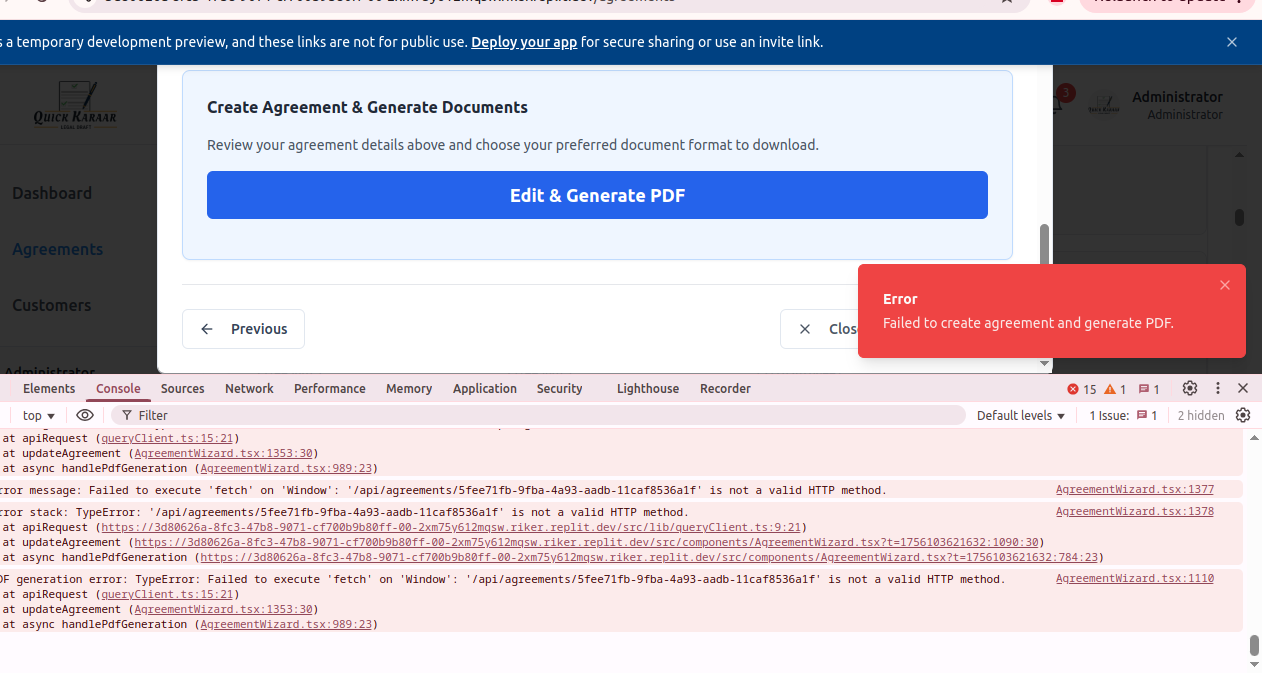 s a temporary development preview, and these links are not for public use. Deploy your app for secure sharing or use an invite link.
QUICK KARAAR
LEGAL DRAFT
3
Administrator
Administrator
Create Agreement & Generate Documents
Review your agreement details above and choose your preferred document format to download.
Edit & Generate PDF
Dashboard
Agreements
Customers
Administrator
Previous
Clos
Error
Failed to create agreement and generate PDF.
Elements Console Sources Network Performance Memory Application Security Lighthouse Recorder 15 1 1
top Filter Default levels 1 Issue: 1 2 hidden
at apiRequest (queryClient.ts:15:21)
at updateAgreement (AgreementWizard.tsx:1353:30)
at async handlePdfGeneration (AgreementWizard.tsx:989:23)
rror message: Failed to execute 'fetch' on 'Window': '/api/agreements/5fee71fb-9fba-4a93-aadb-11caf8536a1f' is not a valid HTTP method. AgreementWizard.tsx:1377
rror stack: TypeError: '/api/agreements/5fee71fb-9fba-4a93-aadb-11caf8536a1f' is not a valid HTTP method. AgreementWizard.tsx:1378
at apiRequest (https://3d80626a-8fc3-47b8-9071-cf700b9b80ff-00-2xm75y612mqsw.riker.replit.dev/src/lib/queryClient.ts:9:21)
at updateAgreement (https://3d80626a-8fc3-47b8-9071-cf700b9b80ff-00-2xm75y612mqsw.riker.replit.dev/src/components/AgreementWizard.tsx?t=1756103621632:1090:30)
at async handlePdfGeneration (https://3d80626a-8fc3-47b8-9071-cf700b9b80ff-00-2xm75y612mqsw.riker.replit.dev/src/components/AgreementWizard.tsx?t=1756103621632:784:23)
DF generation error: TypeError: Failed to execute 'fetch' on 'Window': '/api/agreements/5fee71fb-9fba-4a93-aadb-11caf8536a1f' is not a valid HTTP method. AgreementWizard.tsx:1110
at apiRequest (queryClient.ts:15:21)
at updateAgreement (AgreementWizard.tsx:1353:30)
at async handlePdfGeneration (AgreementWizard.tsx:989:23)